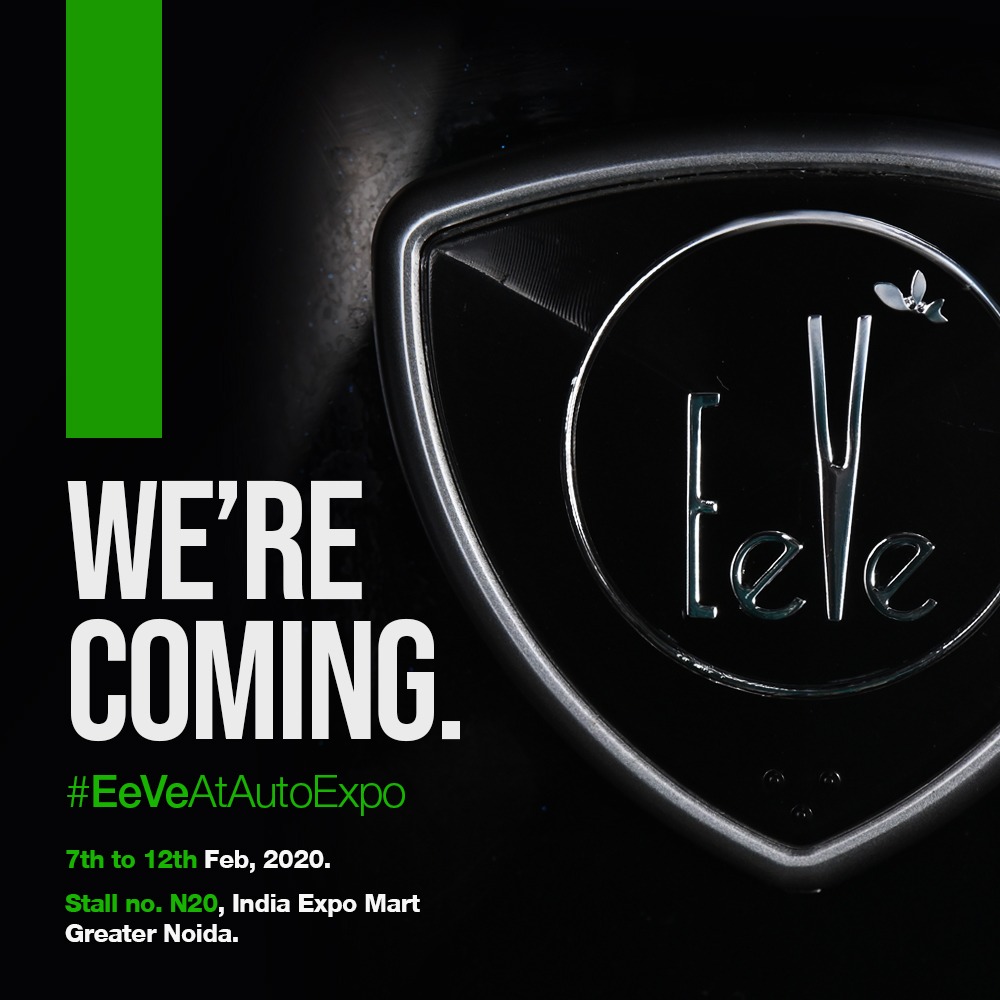 EeVe
WE’RE
COMING.
#EeVeAtAutoExpo
7th to 12th Feb, 2020.
Stall no. N20, India Expo Mart
Greater Noida.